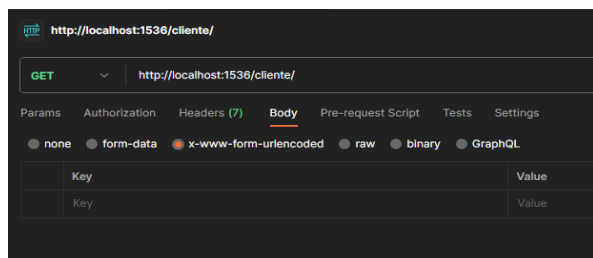 HTTP http://localhost:1536/cliente/
GET http://localhost:1536/cliente/
Params Authorization Headers (7) Body Pre-request Script Tests Settings
none form-data x-www-form-urlencoded raw binary GraphQL
Key Value
Key Value